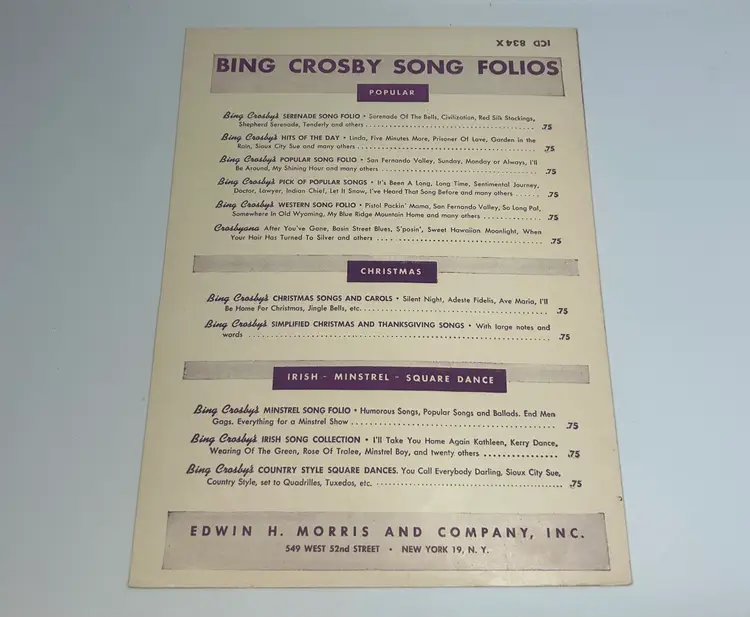 ICD 834X
BING CROSBY SONG FOLIOS
POPULAR
Bing Crosby's SERENADE SONG FOLIO • Serenade Of The Bells, Civilization, Red Silk Stockings,
Shepherd Serenade, Tenderly and others .75
Bing Crosby's HITS OF THE DAY • Linda, Five Minutes More, Prisoner Of Love, Garden in the
Rain, Sioux City Sue and many others .75
Bing Crosby's POPULAR SONG FOLIO • San Fernando Valley, Sunday, Monday or Always, I'll
Be Around, My Shining Hour and many others .75
Bing Crosby's PICK OF POPULAR SONGS • It's Been A Long, Long Time, Sentimental Journey,
Doctor, Lawyer, Indian Chief, Let It Snow, I've Heard That Song Before and many others .75
Bing Crosby's WESTERN SONG FOLIO • Pistol Packin' Mama, San Fernando Valley, So Long Pal,
Somewhere In Old Wyoming, My Blue Ridge Mountain Home and many others .75
Crosbyana After You've Gone, Basin Street Blues, S'posin', Sweet Hawaiian Moonlight, When
Your Hair Has Turned To Silver and others .75
CHRISTMAS
Bing Crosby's CHRISTMAS SONGS AND CAROLS • Silent Night, Adeste Fidelis, Ave Maria, I'll
Be Home For Christmas, Jingle Bells, etc. .75
Bing Crosby's SIMPLIFIED CHRISTMAS AND THANKSGIVING SONGS • With large notes and
words .75
IRISH - MINSTREL - SQUARE DANCE
Bing Crosby's MINSTREL SONG FOLIO • Humorous Songs, Popular Songs and Ballads. End Men
Gags. Everything for a Minstrel Show .75
Bing Crosby's IRISH SONG COLLECTION • I'll Take You Home Again Kathleen, Kerry Dance,
Wearing Of The Green, Rose Of Tralee, Minstrel Boy, and twenty others .75
Bing Crosby's COUNTRY STYLE SQUARE DANCES. You Call Everybody Darling, Sioux City Sue,
Country Style, set to Quadrilles, Tuxedos, etc. .75
EDWIN H. MORRIS AND COMPANY, INC.
549 WEST 52nd STREET • NEW YORK 19, N. Y.